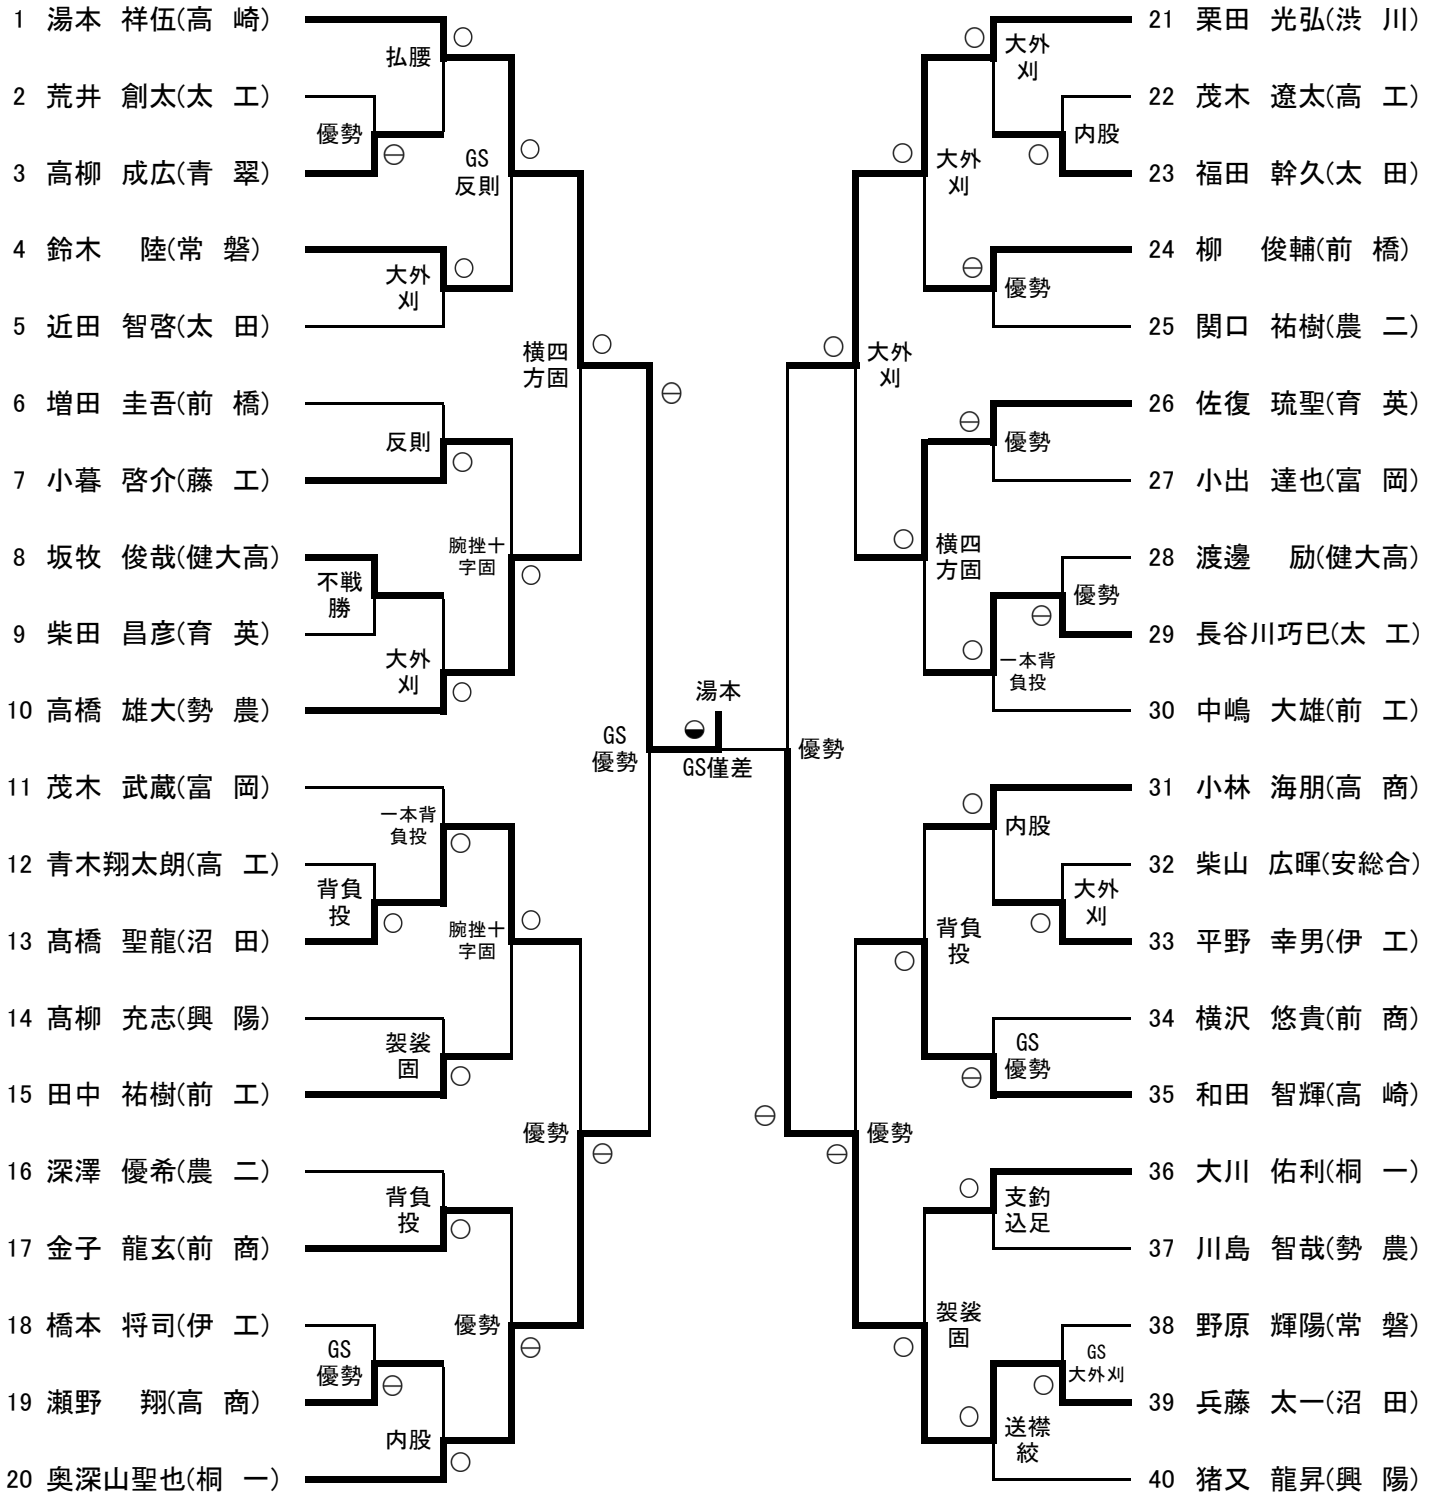 1 湯本 祥伍(高 崎)
2 荒井 創太(太 工)
3 高柳 成広(青 翠)
4 鈴木 陸(常 磐)
5 近田 智啓(太 田)
6 増田 圭吾(前 橋)
7 小暮 啓介(藤 工)
8 坂牧 俊哉(健大高)
9 柴田 昌彦(育 英)
10 高橋 雄大(勢 農)
11 茂木 武蔵(富 岡)
12 青木翔太朗(高 工)
13 髙橋 聖龍(沼 田)
14 髙柳 充志(興 陽)
15 田中 祐樹(前 工)
16 深澤 優希(農 二)
17 金子 龍玄(前 商)
18 橋本 将司(伊 工)
19 瀬野 翔(高 商)
20 奥深山聖也(桐 一)
払腰
優勢
大外
刈
反則
不戦
勝
大外
刈
一本背
負投
背負
投
袈裟
固
背負
投
GS
優勢
内股
GS
反則
腕挫十
字固
腕挫十
字固
優勢
横四
方固
優勢
GS
優勢
湯本
GS僅差
優勢
大外
刈
優勢
大外
刈
横四
方固
背負
投
袈裟
固
大外
刈
内股
優勢
優勢
優勢
一本背
負投
内股
大外
刈
GS
優勢
支釣
込足
GS
大外刈
送襟
絞
21 栗田 光弘(渋 川)
22 茂木 遼太(高 工)
23 福田 幹久(太 田)
24 柳 俊輔(前 橋)
25 関口 祐樹(農 二)
26 佐復 琉聖(育 英)
27 小出 達也(富 岡)
28 渡邊 励(健大高)
29 長谷川巧巳(太 工)
30 中嶋 大雄(前 工)
31 小林 海朋(高 商)
32 柴山 広暉(安総合)
33 平野 幸男(伊 工)
34 横沢 悠貴(前 商)
35 和田 智輝(高 崎)
36 大川 佑利(桐 一)
37 川島 智哉(勢 農)
38 野原 輝陽(常 磐)
39 兵藤 太一(沼 田)
40 猪又 龍昇(興 陽)